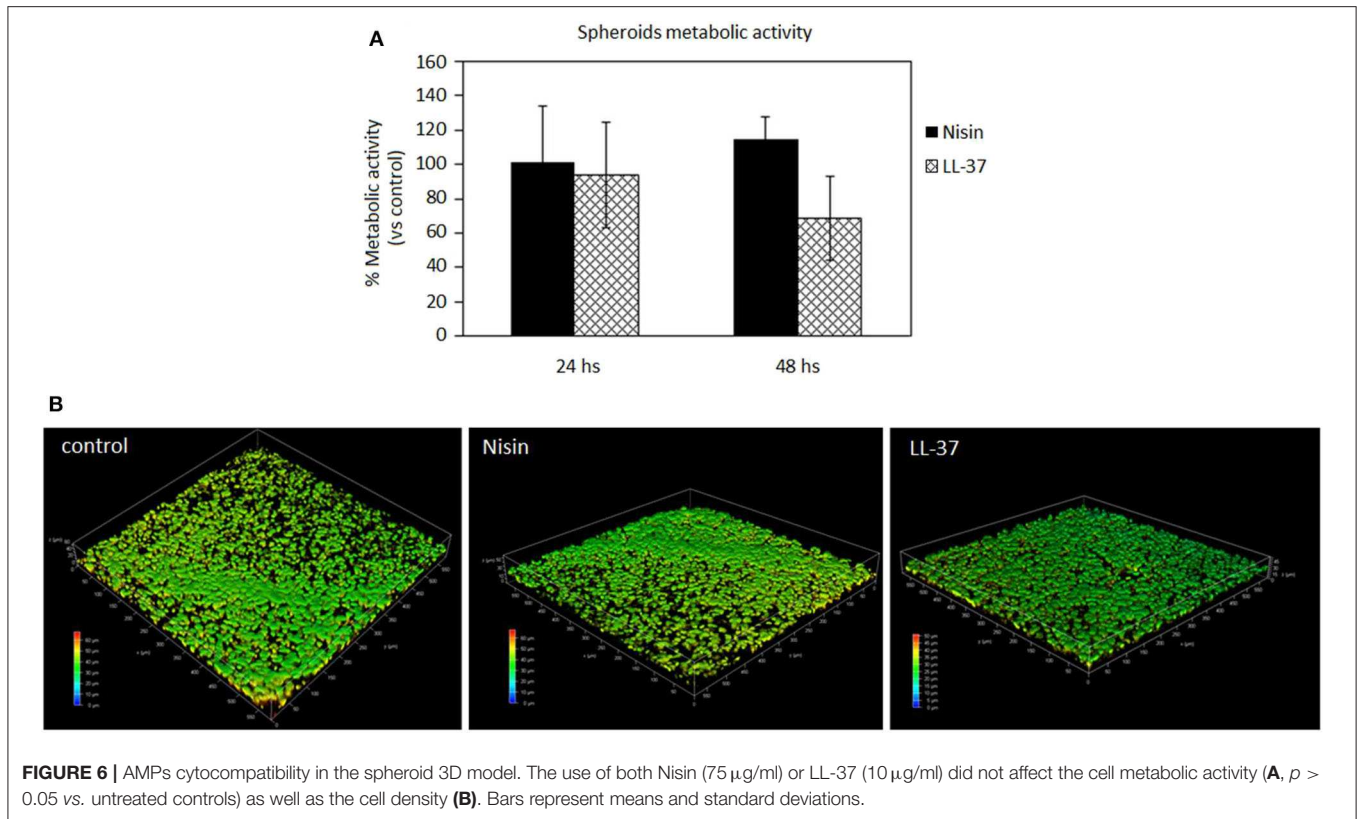 A
Spheroids metabolic activity
160
140
120
100
80
60
40
20
0
% Metabolic activity
(vs control)
24 hs
48 hs
Nisin
LL-37
B
control
Nisin
LL-37
FIGURE 6 | AMPs cytocompatibility in the spheroid 3D model. The use of both Nisin (75 μg/ml) or LL-37 (10 μg/ml) did not affect the cell metabolic activity (A, p >
0.05 vs. untreated controls) as well as the cell density (B). Bars represent means and standard deviations.